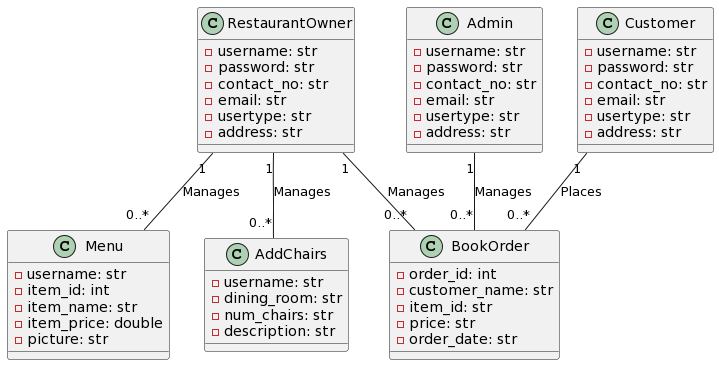 C RestaurantOwner
username: str
password: str
contact_no: str
email: str
usertype: str
address: str
C Admin
username: str
password: str
contact_no: str
email: str
usertype: str
address: str
C Customer
username: str
password: str
contact_no: str
email: str
usertype: str
address: str
1
1
1
1
1
Manages
Manages
Manages
Manages
Places
0..*
0..*
0..*
0..*
0..*
C Menu
username: str
item_id: int
item_name: str
item_price: double
picture: str
C AddChairs
username: str
dining_room: str
num_chairs: str
description: str
C BookOrder
order_id: int
customer_name: str
item_id: str
price: str
order_date: str